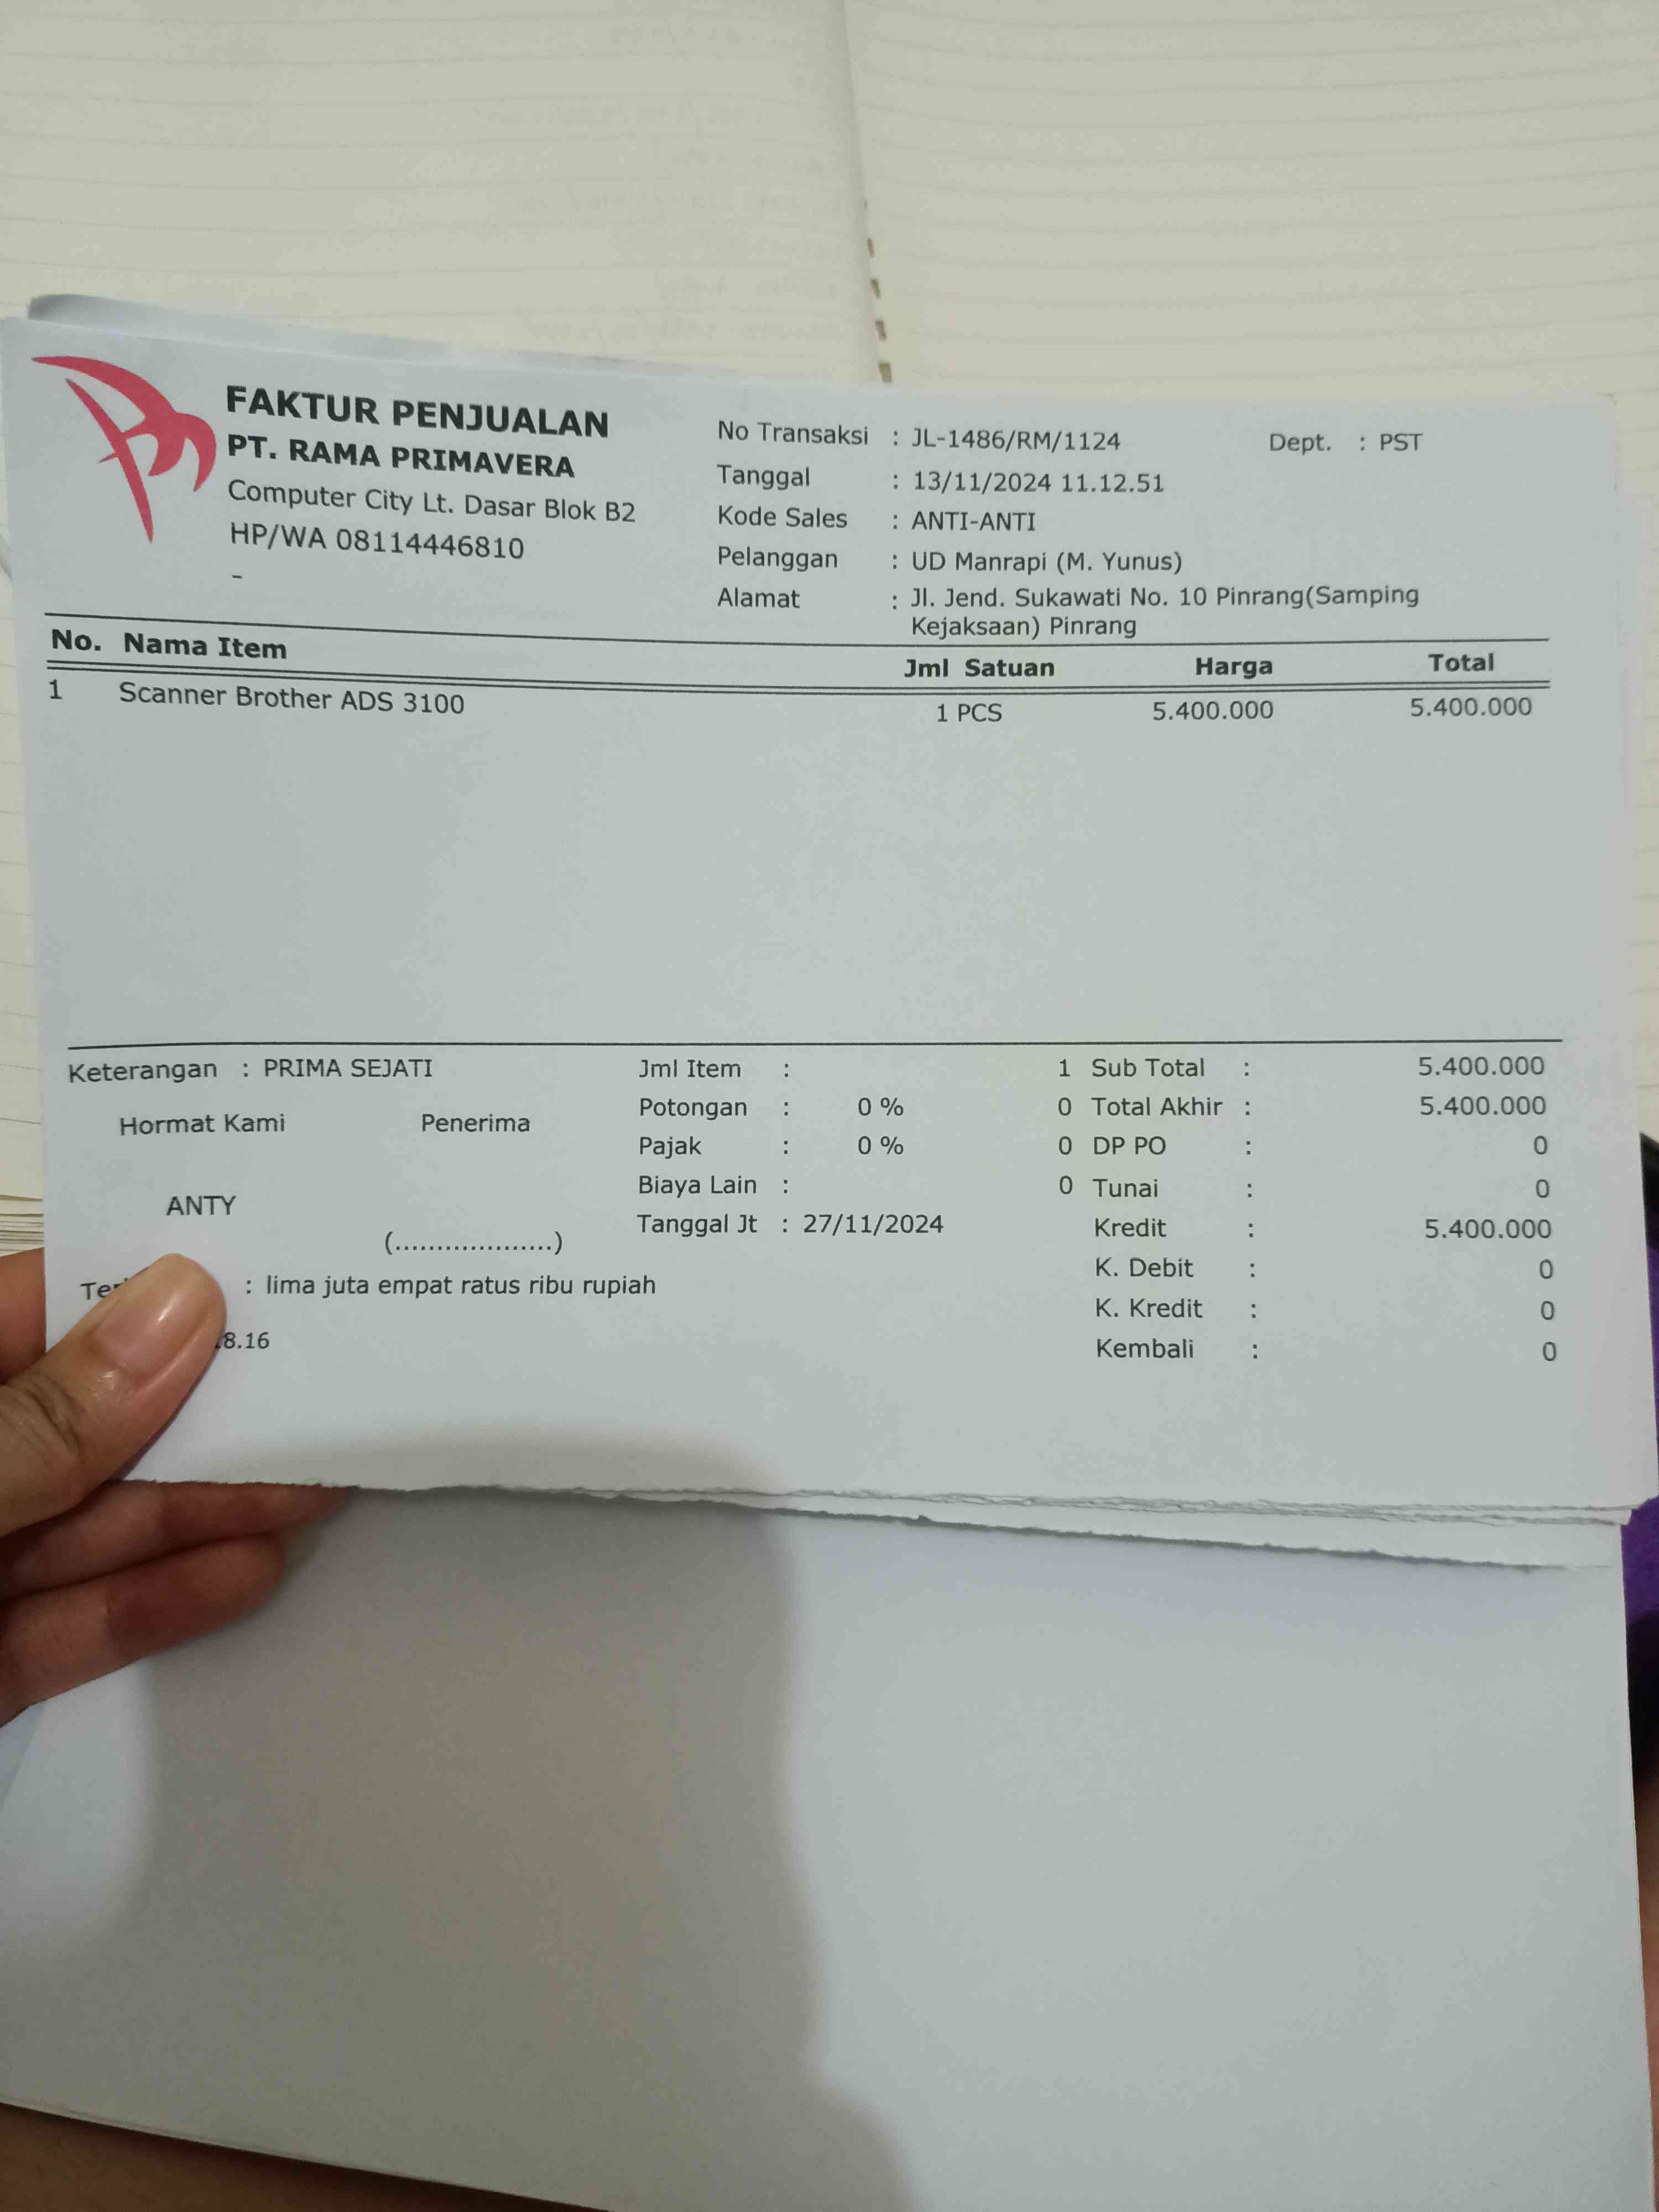 FAKTUR PENJUALAN
PT. RAMA PRIMAVERA
Computer City Lt. Dasar Blok B2
HP/WA 08114446810
-
No Transaksi : JL-1486/RM/1124 Dept. : PST
Tanggal : 13/11/2024 11.12.51
Kode Sales : ANTI-ANTI
Pelanggan : UD Manrapi (M. Yunus)
Alamat : Jl. Jend. Sukawati No. 10 Pinrang(Samping
Kejaksaan) Pinrang
No. Nama Item Jml Satuan Harga Total
1 Scanner Brother ADS 3100 1 PCS 5.400.000 5.400.000
Keterangan : PRIMA SEJATI
Hormat Kami Penerima
ANTY
(...................)
: lima juta empat ratus ribu rupiah
8.16
Jml Item : 1
Potongan : 0 % 0
Pajak : 0 % 0
Biaya Lain : 0
Tanggal Jt : 27/11/2024
Sub Total : 5.400.000
Total Akhir : 5.400.000
DP PO : 0
Tunai : 0
Kredit : 5.400.000
K. Debit : 0
K. Kredit : 0
Kembali : 0